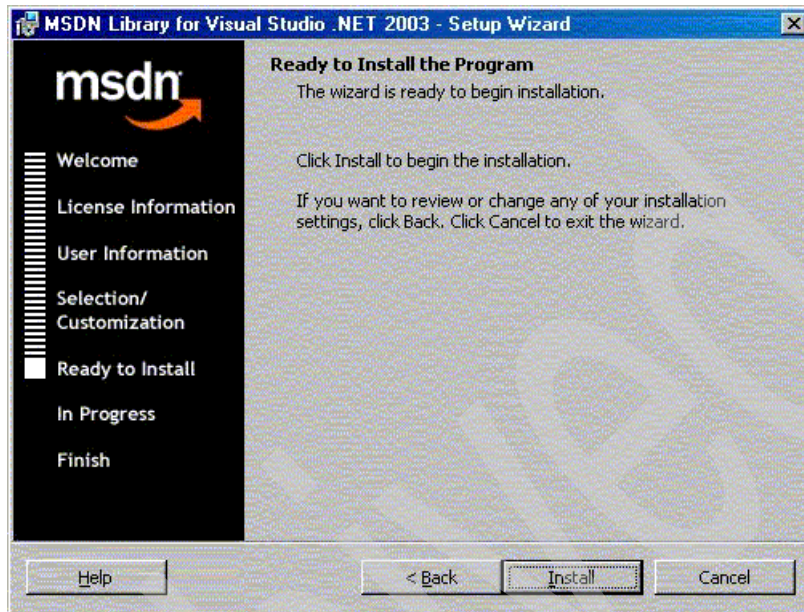 MSDN Library for Visual Studio .NET 2003 - Setup Wizard
msdn
Welcome
License Information
User Information
Selection/
Customization
Ready to Install
In Progress
Finish
Ready to Install the Program
The wizard is ready to begin installation.
Click Install to begin the installation.
If you want to review or change any of your installation
settings, click Back. Click Cancel to exit the wizard.
Help
< Back
Install
Cancel